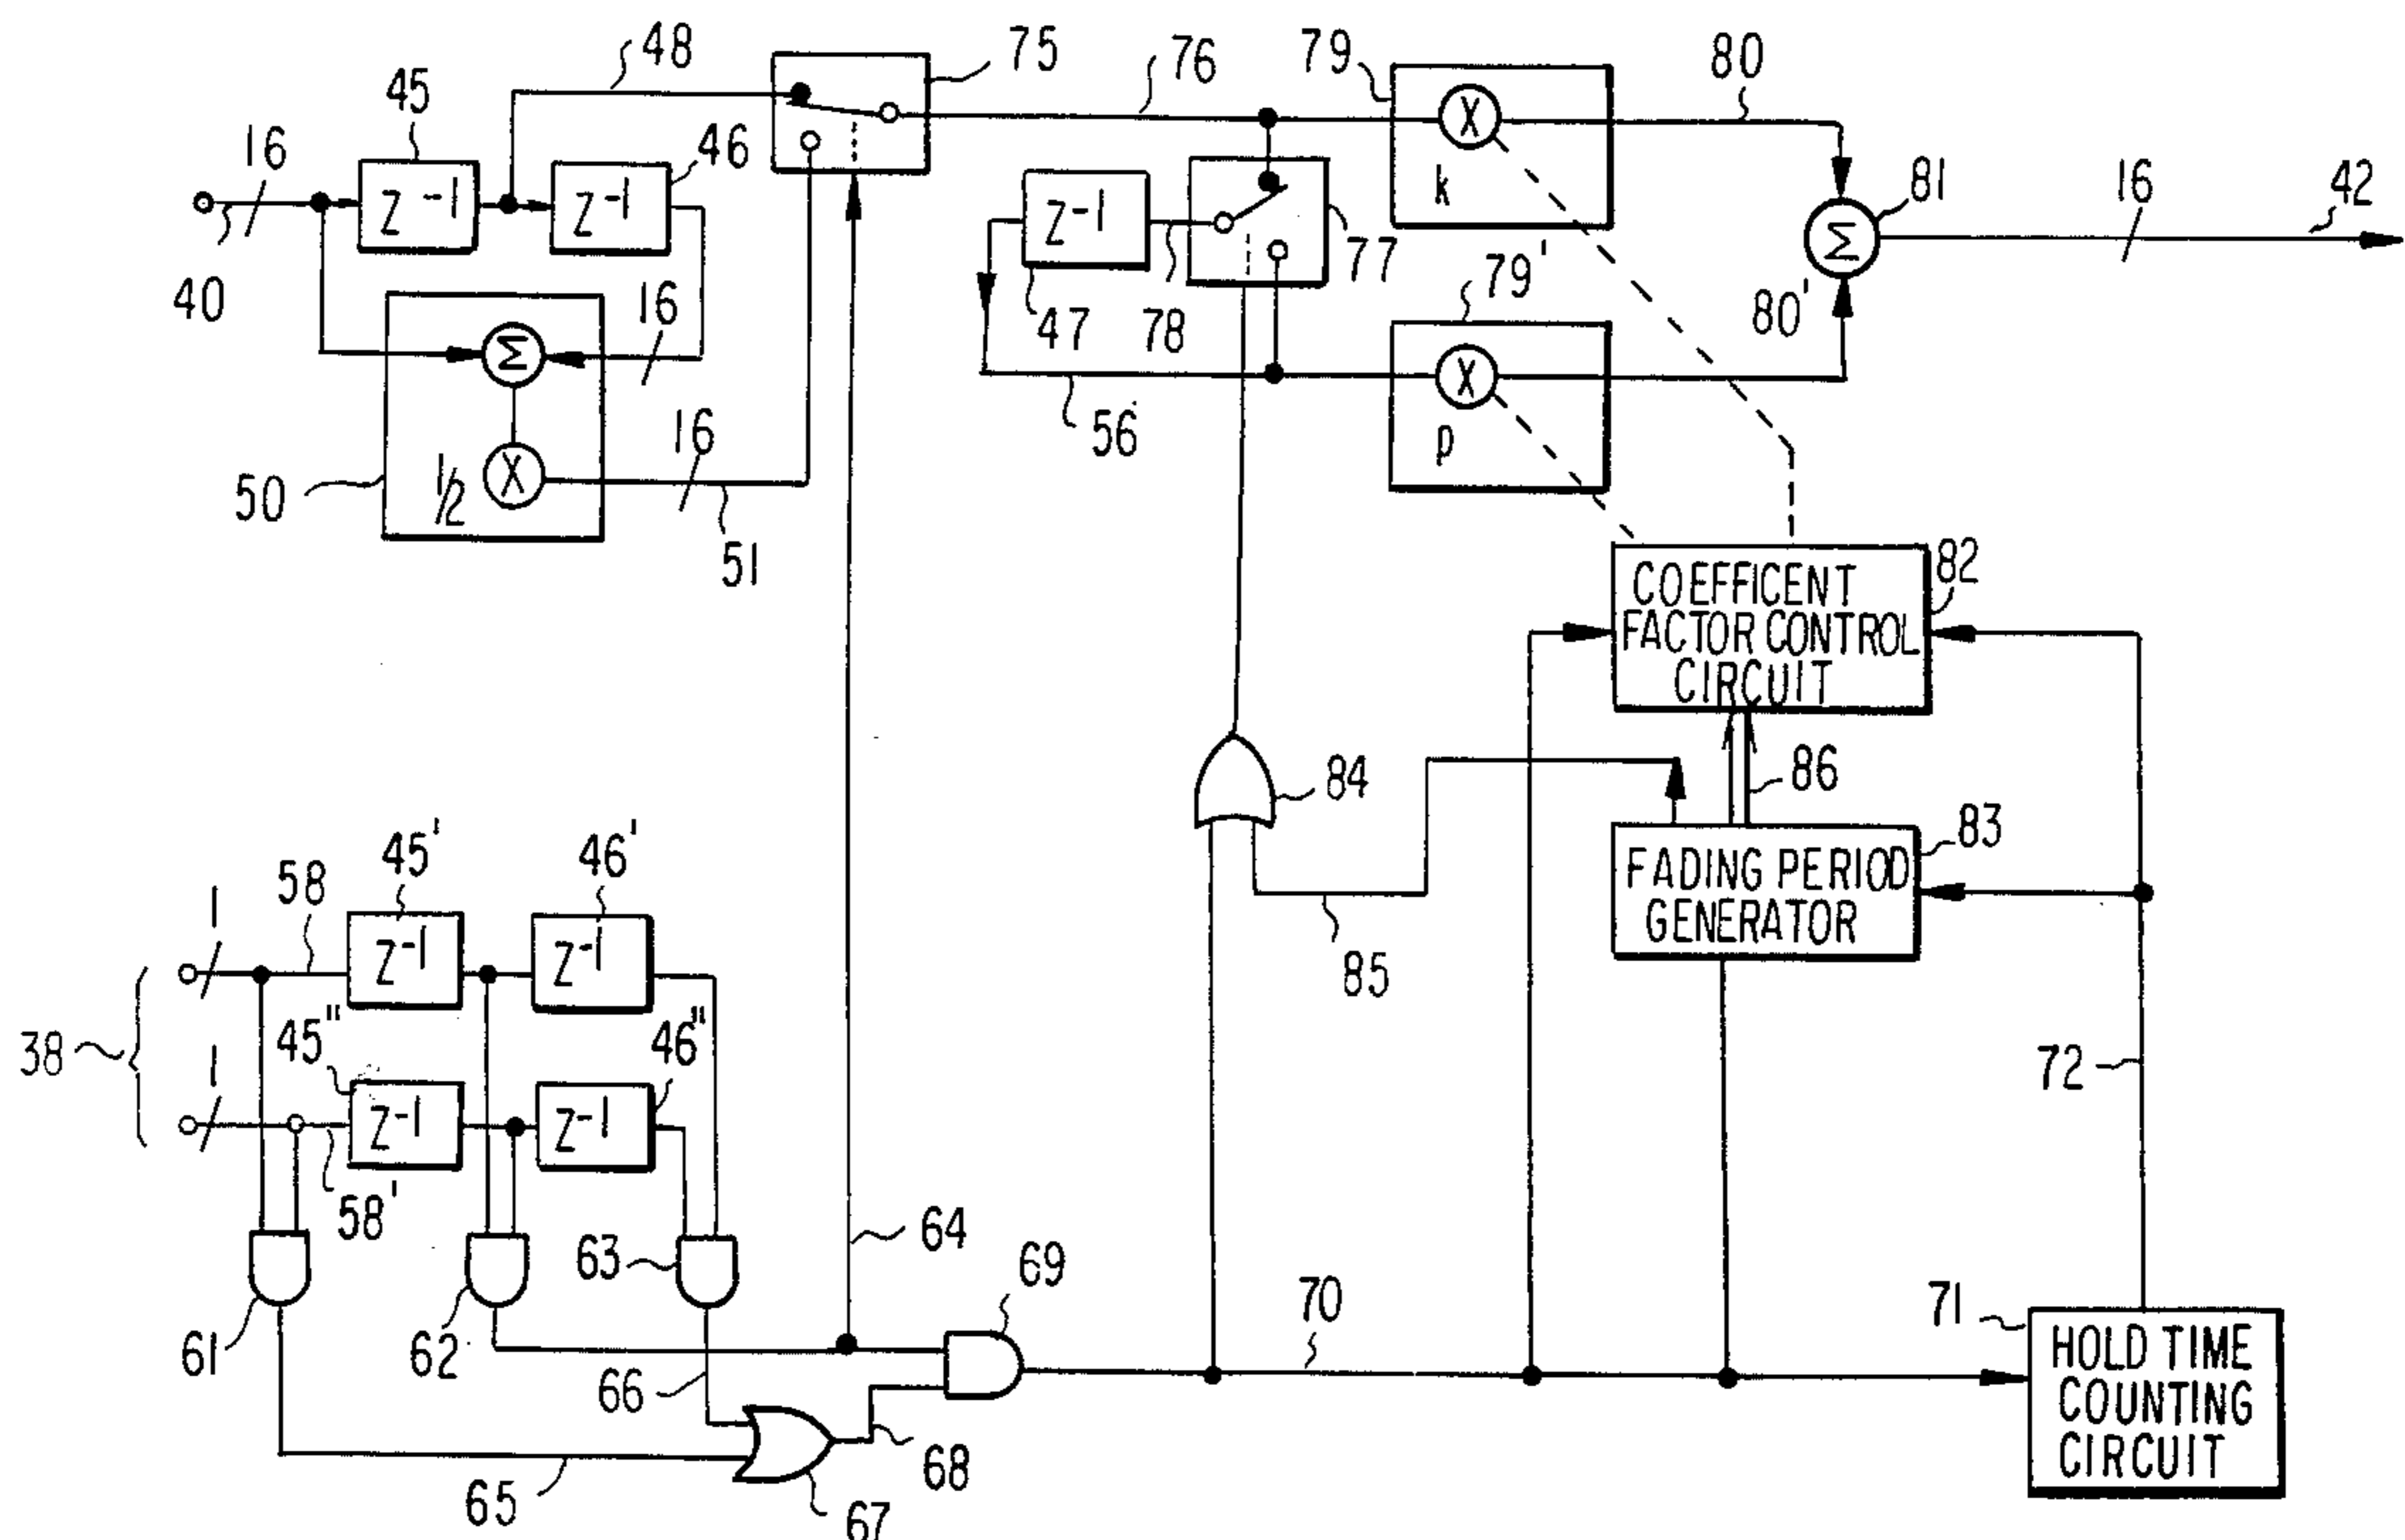 48
75
76
79
80
45
16
46
81
16
42
Z⁻¹
Z⁻¹
X
k
Z⁻¹
77
Σ
79'
40
16
47
78
80'
Σ
56
X
p
50
1/2
X
16
51
COEFFICENT
FACTOR CONTROL
CIRCUIT
82
84
86
83
45'
46'
58
1
FADING PERIOD
GENERATOR
Z⁻¹
Z⁻¹
85
38
45"
46"
1
72
Z⁻¹
Z⁻¹
58'
64
63
69
70
71
61
62
66
HOLD TIME
COUNTING
CIRCUIT
68
65
67